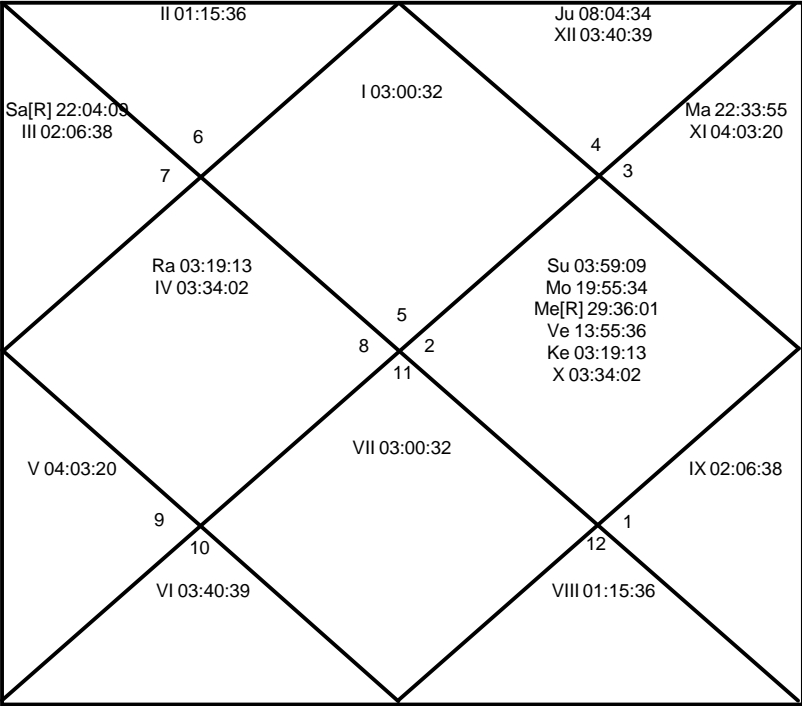 II 01:15:36
Ju 08:04:34
XII 03:40:39
I 03:00:32
Sa[R] 22:04:09
III 02:06:38
Ma 22:33:55
XI 04:03:20
6
4
7
3
Ra 03:19:13
IV 03:34:02
Su 03:59:09
Mo 19:55:34
Me[R] 29:36:01
Ve 13:55:36
Ke 03:19:13
X 03:34:02
5
8
2
11
VII 03:00:32
V 04:03:20
IX 02:06:38
9
1
10
12
VI 03:40:39
VIII 01:15:36